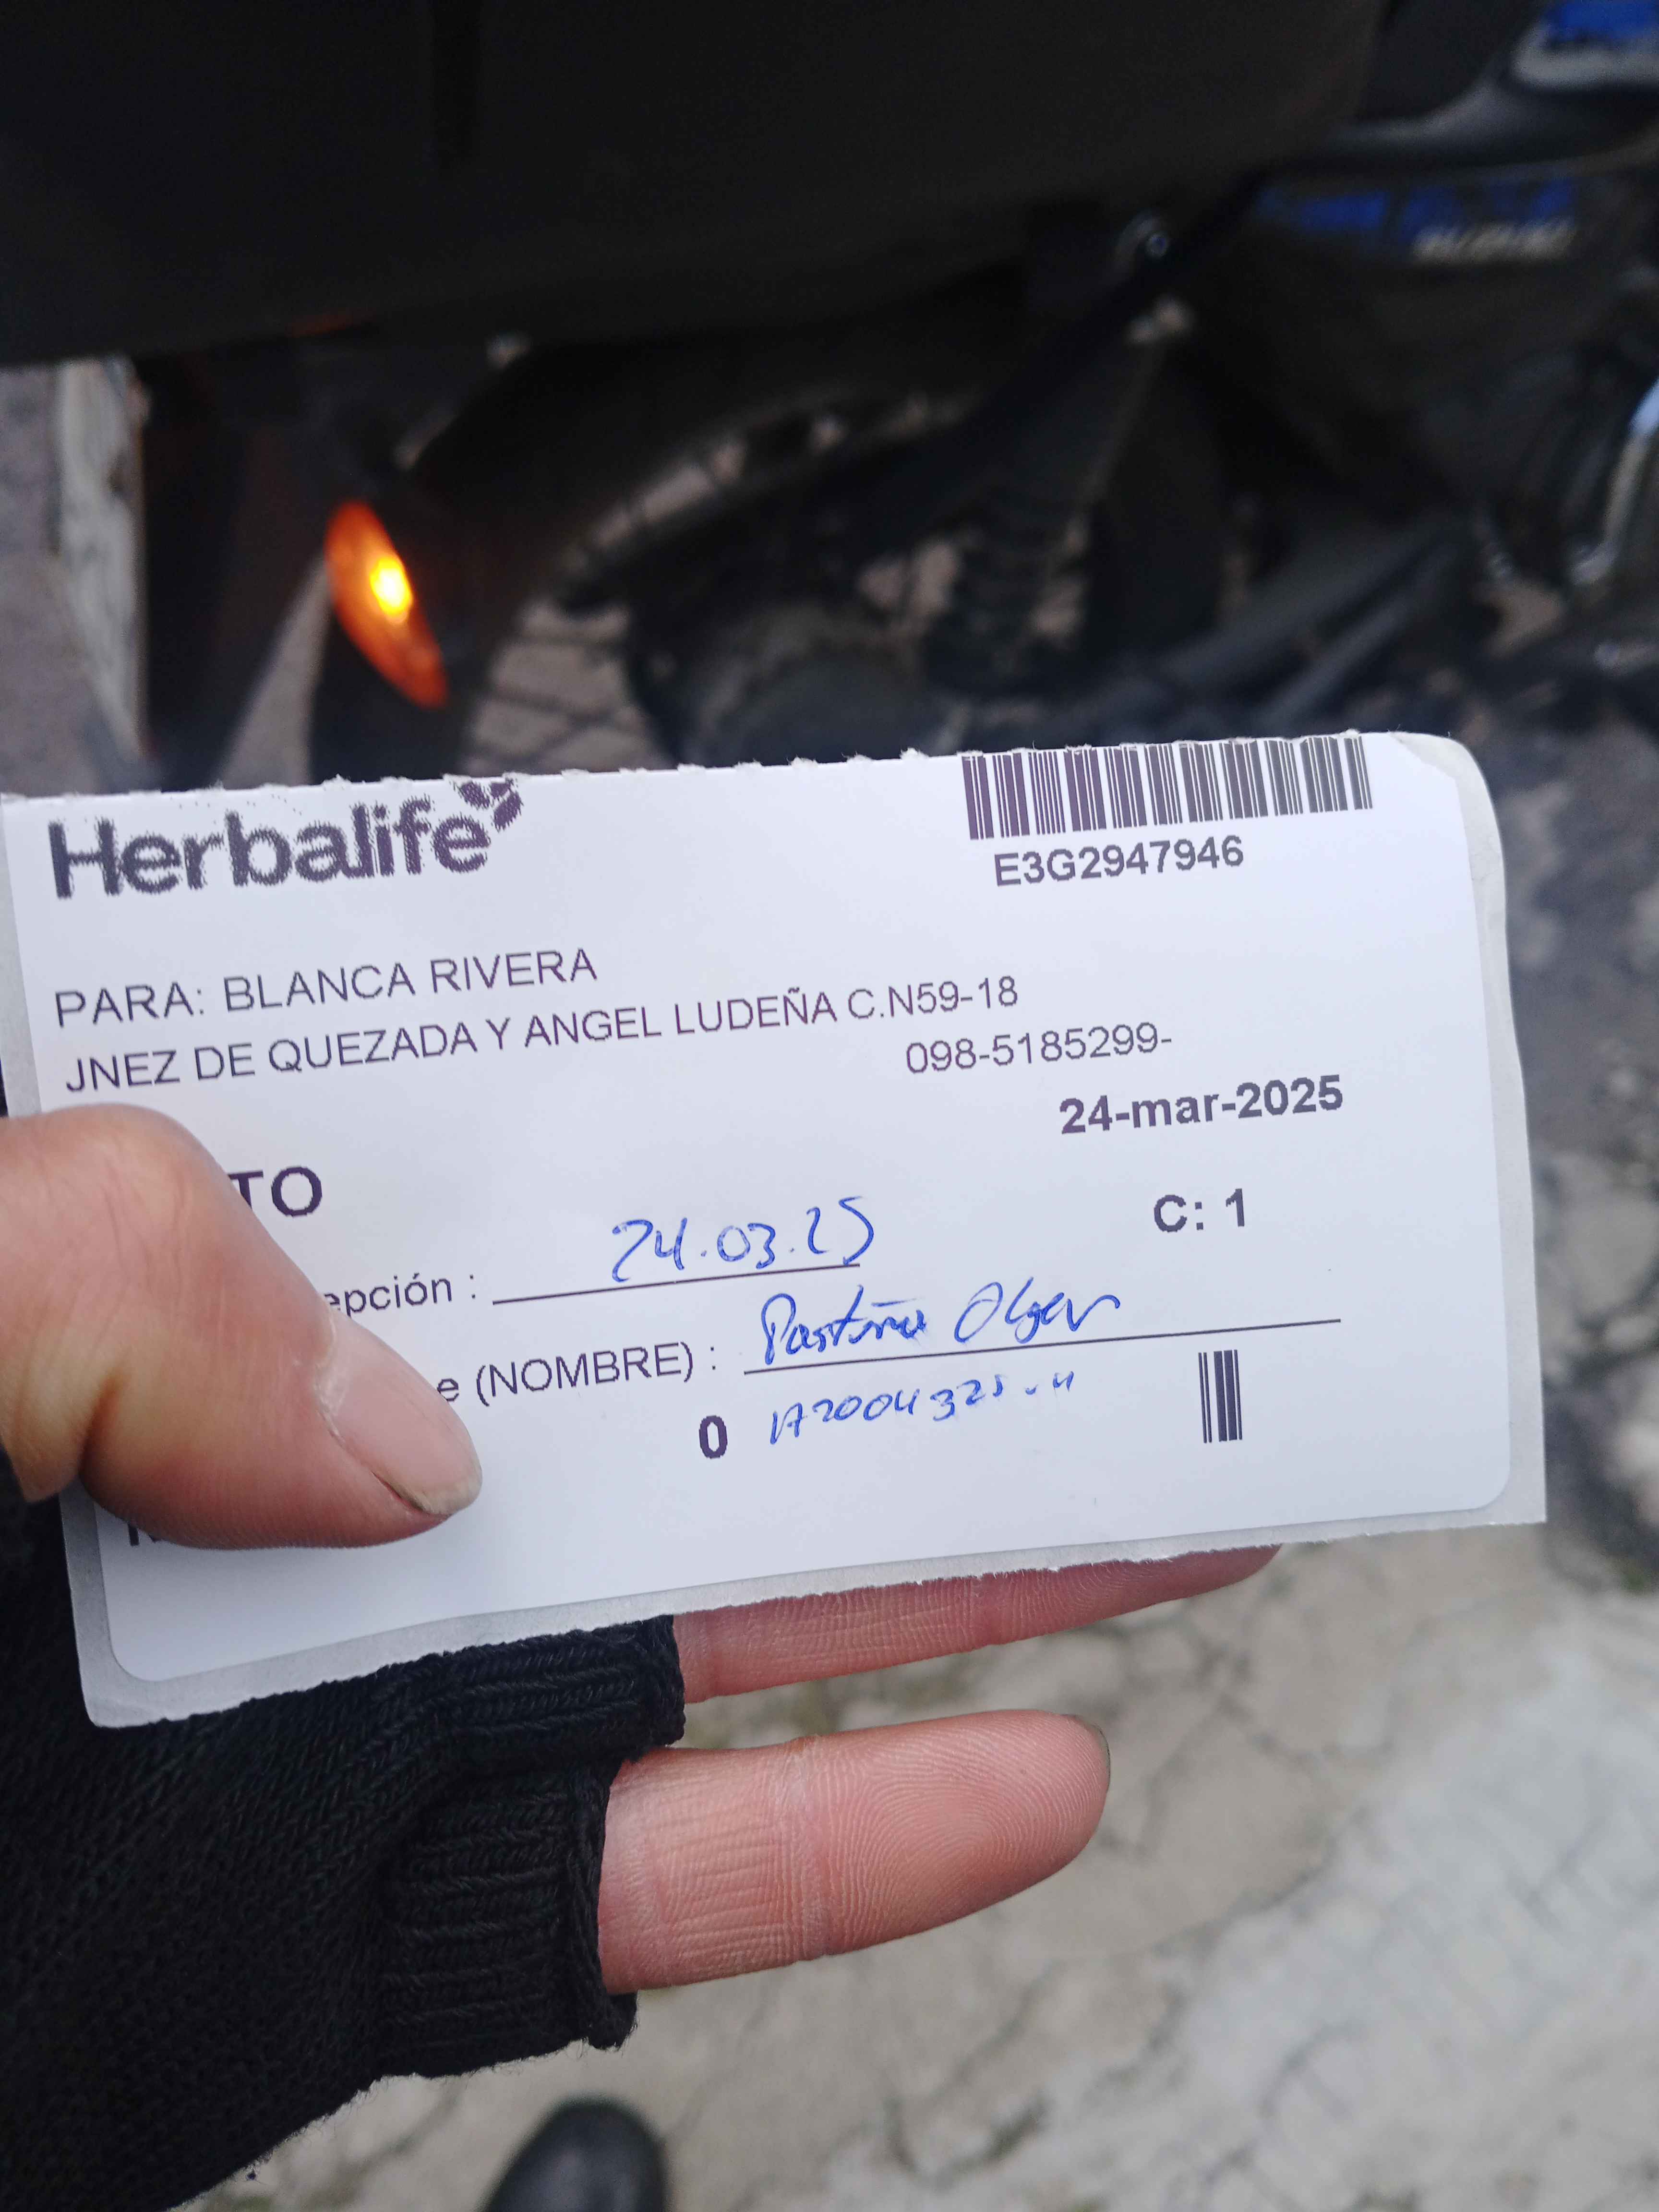 Herbalife
E3G2947946
PARA: BLANCA RIVERA
JNEZ DE QUEZADA Y ANGEL LUDEÑA C.N59-18
098-5185299-
24-mar-2025
TO
C: 1
epción : 24.03.25
e (NOMBRE) : Olger
0